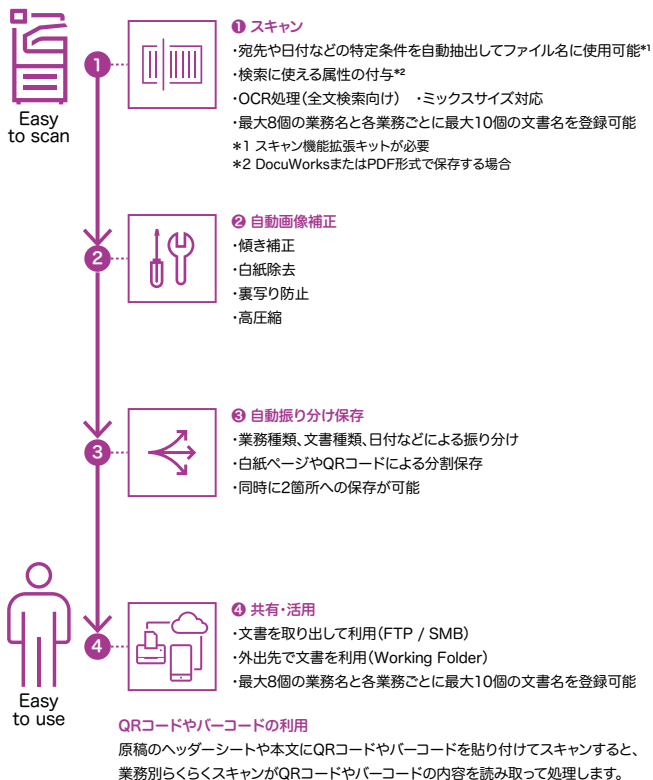 ❶ スキャン
・宛先や日付などの特定条件を自動抽出してファイル名に使用可能*1
・検索に使える属性の付与*2
・OCR処理(全文検索向け) ・ミックスサイズ対応
・最大8個の業務名と各業務ごとに最大10個の文書名を登録可能
*1 スキャン機能拡張キットが必要
*2 DocuWorksまたはPDF形式で保存する場合
1
Easy
to scan
❷ 自動画像補正
・傾き補正
・白紙除去
・裏写り防止
・高圧縮
2
❸ 自動振り分け保存
・業務種類、文書種類、日付などによる振り分け
・白紙ページやQRコードによる分割保存
・同時に2箇所への保存が可能
3
❹ 共有・活用
・文書を取り出して利用(FTP / SMB)
・外出先で文書を利用(Working Folder)
・最大8個の業務名と各業務ごとに最大10個の文書名を登録可能
4
Easy
to use
QRコードやバーコードの利用
原稿のヘッダーシートや本文にQRコードやバーコードを貼り付けてスキャンすると、
業務別らくらくスキャンがQRコードやバーコードの内容を読み取って処理します。